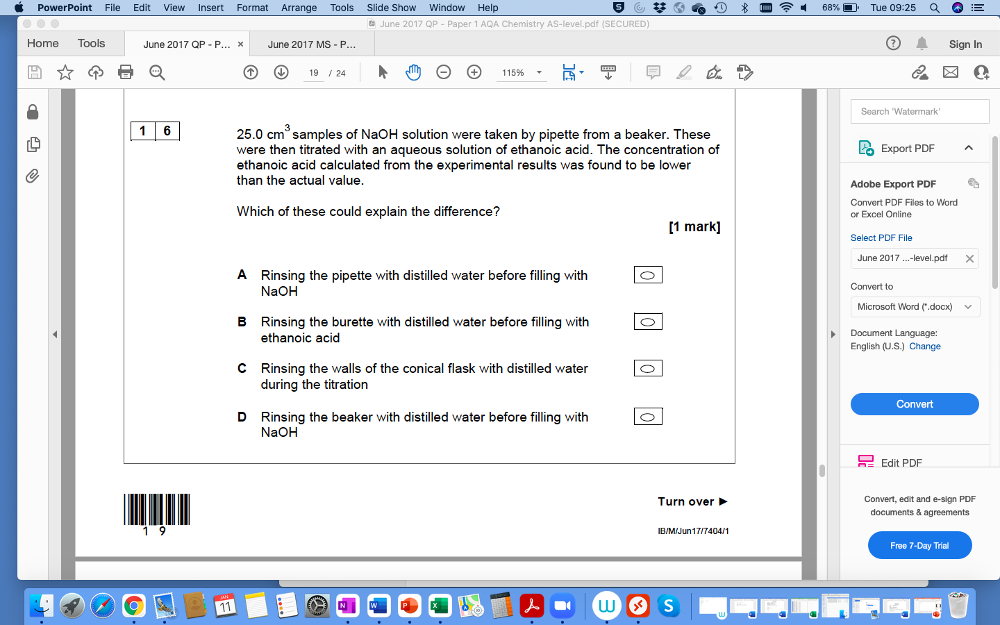 PowerPoint File Edit View Insert Format Arrange Tools Slide Show Window Help 68% Tue 09:25
June 2017 QP - Paper 1 AQA Chemistry AS-level.pdf (SECURED)
Home Tools June 2017 QP - P... × June 2017 MS - P... Sign In
19 / 24 115%
Search 'Watermark'
Export PDF
Adobe Export PDF
Convert PDF Files to Word
or Excel Online
Select PDF File
June 2017 ...-level.pdf
Convert to
Microsoft Word (*.docx)
Document Language:
English (U.S.) Change
Convert
Edit PDF
Convert, edit and e-sign PDF
documents & agreements
Free 7-Day Trial
1 6
25.0 cm³ samples of NaOH solution were taken by pipette from a beaker. These
were then titrated with an aqueous solution of ethanoic acid. The concentration of
ethanoic acid calculated from the experimental results was found to be lower
than the actual value.
Which of these could explain the difference?
[1 mark]
A Rinsing the pipette with distilled water before filling with
NaOH
B Rinsing the burette with distilled water before filling with
ethanoic acid
C Rinsing the walls of the conical flask with distilled water
during the titration
D Rinsing the beaker with distilled water before filling with
NaOH
Turn over ►
1 9
IB/M/Jun17/7404/1
JAN
11